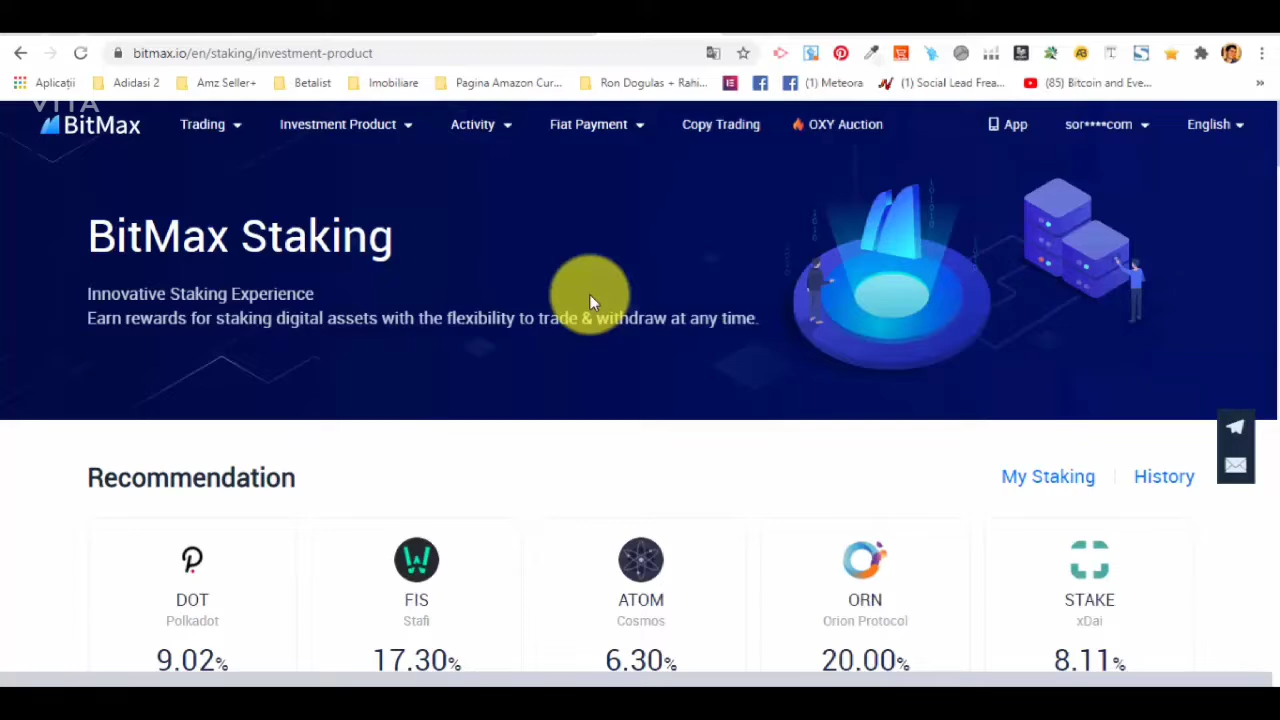 bitmax.io/en/staking/investment-product
Aplicații
Adidasi 2
Amz Seller+
Betalist
Imobiliare
Pagina Amazon Cur...
Ron Dogulas + Rahi...
(1) Meteora
(1) Social Lead Frea...
(85) Bitcoin and Eve...
»
VITA
BitMax
Trading
Investment Product
Activity
Fiat Payment
Copy Trading
OXY Auction
App
sor****com
English
BitMax Staking
Innovative Staking Experience
Earn rewards for staking digital assets with the flexibility to trade & withdraw at any time.
Recommendation
My Staking
History
DOT
Polkadot
9.02%
FIS
Stafi
17.30%
ATOM
Cosmos
6.30%
ORN
Orion Protocol
20.00%
STAKE
xDai
8.11%